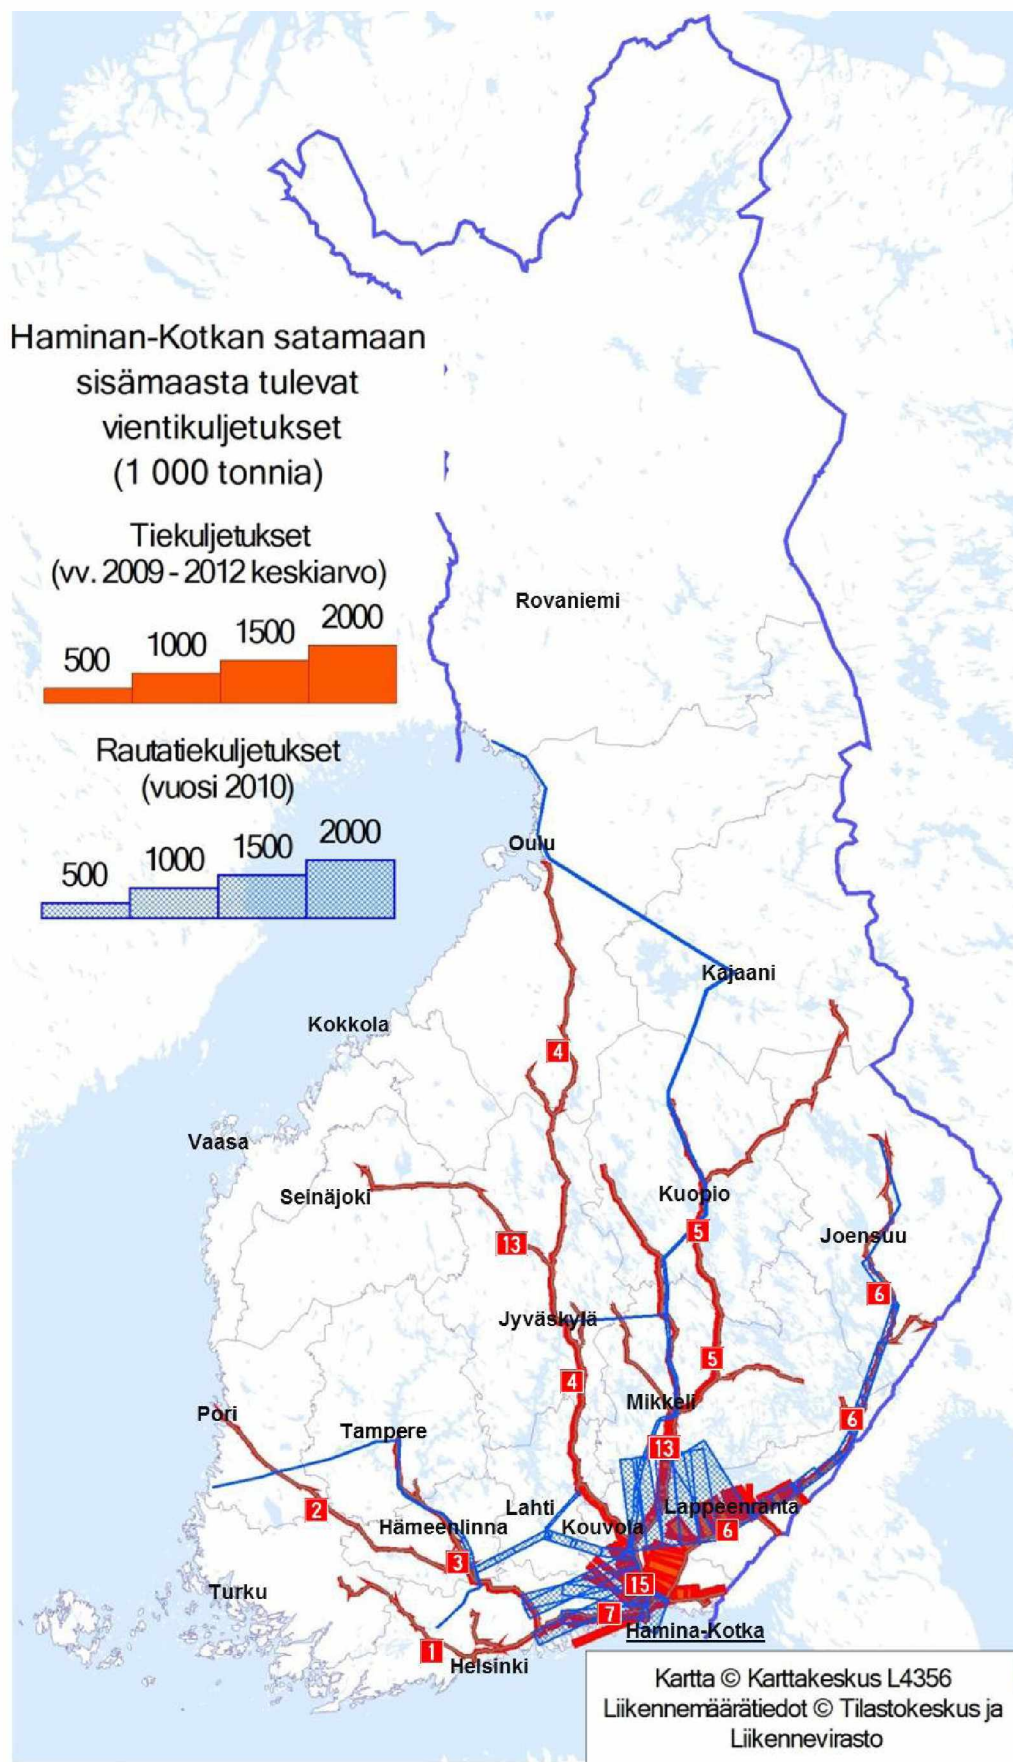 Haminan-Kotkan satamaan
sisämaasta tulevat
vientikuljetukset
(1 000 tonnia)
Tiekuljetukset
(vv. 2009 - 2012 keskiarvo)
500 1000 1500 2000
Rautatiekuljetukset
(vuosi 2010)
500 1000 1500 2000
Rovaniemi
Oulu
Kajaani
Kokkola
4
Vaasa
Seinäjoki
Kuopio
5
Joensuu
13
6
Jyväskylä
5
4
Mikkeli
6
Pori
Tampere
13
Lahti
Lappeenranta
2
Hämeenlinna
Kouvola
6
3
Turku
15
7
Hamina-Kotka
1
Helsinki
Kartta © Karttakeskus L4356
Liikennemäärätiedot © Tilastokeskus ja
Liikennevirasto